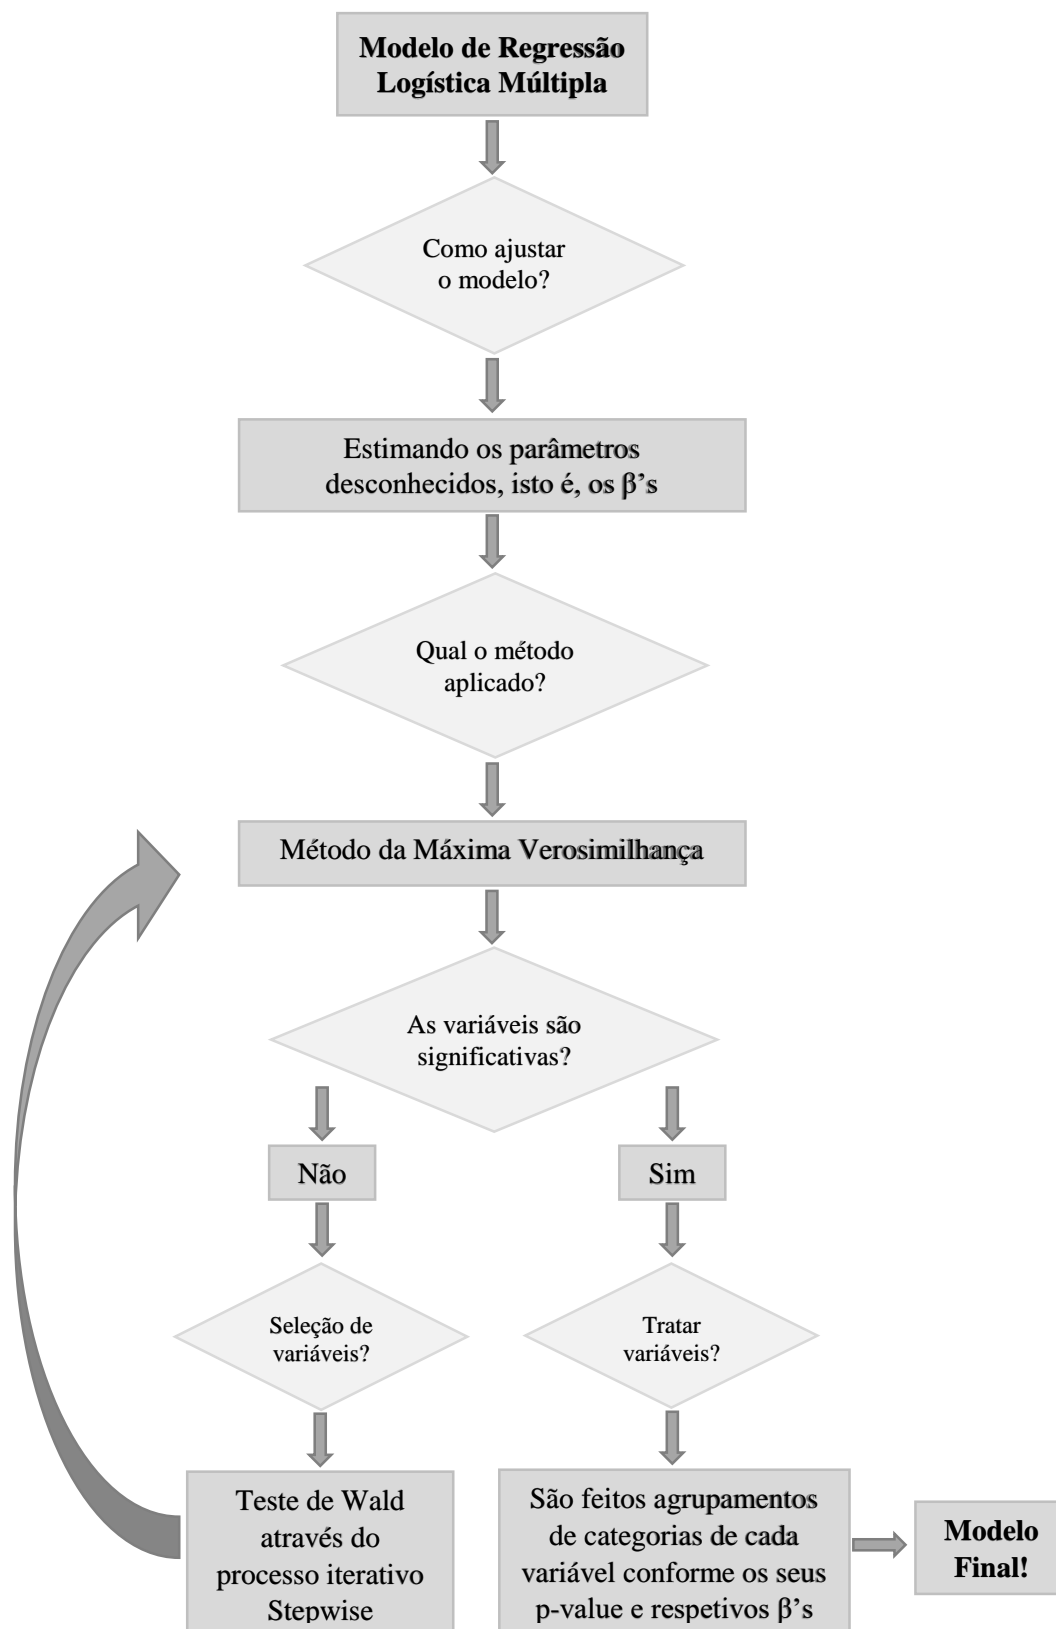 Modelo de Regressão
Logística Múltipla
Como ajustar
o modelo?
Estimando os parâmetros
desconhecidos, isto é, os β’s
Qual o método
aplicado?
Método da Máxima Verosimilhança
As variáveis são
significativas?
Não
Sim
Seleção de
variáveis?
Tratar
variáveis?
Teste de Wald
através do
processo iterativo
Stepwise
São feitos agrupamentos
de categorias de cada
variável conforme os seus
p-value e respetivos β’s
Modelo
Final!